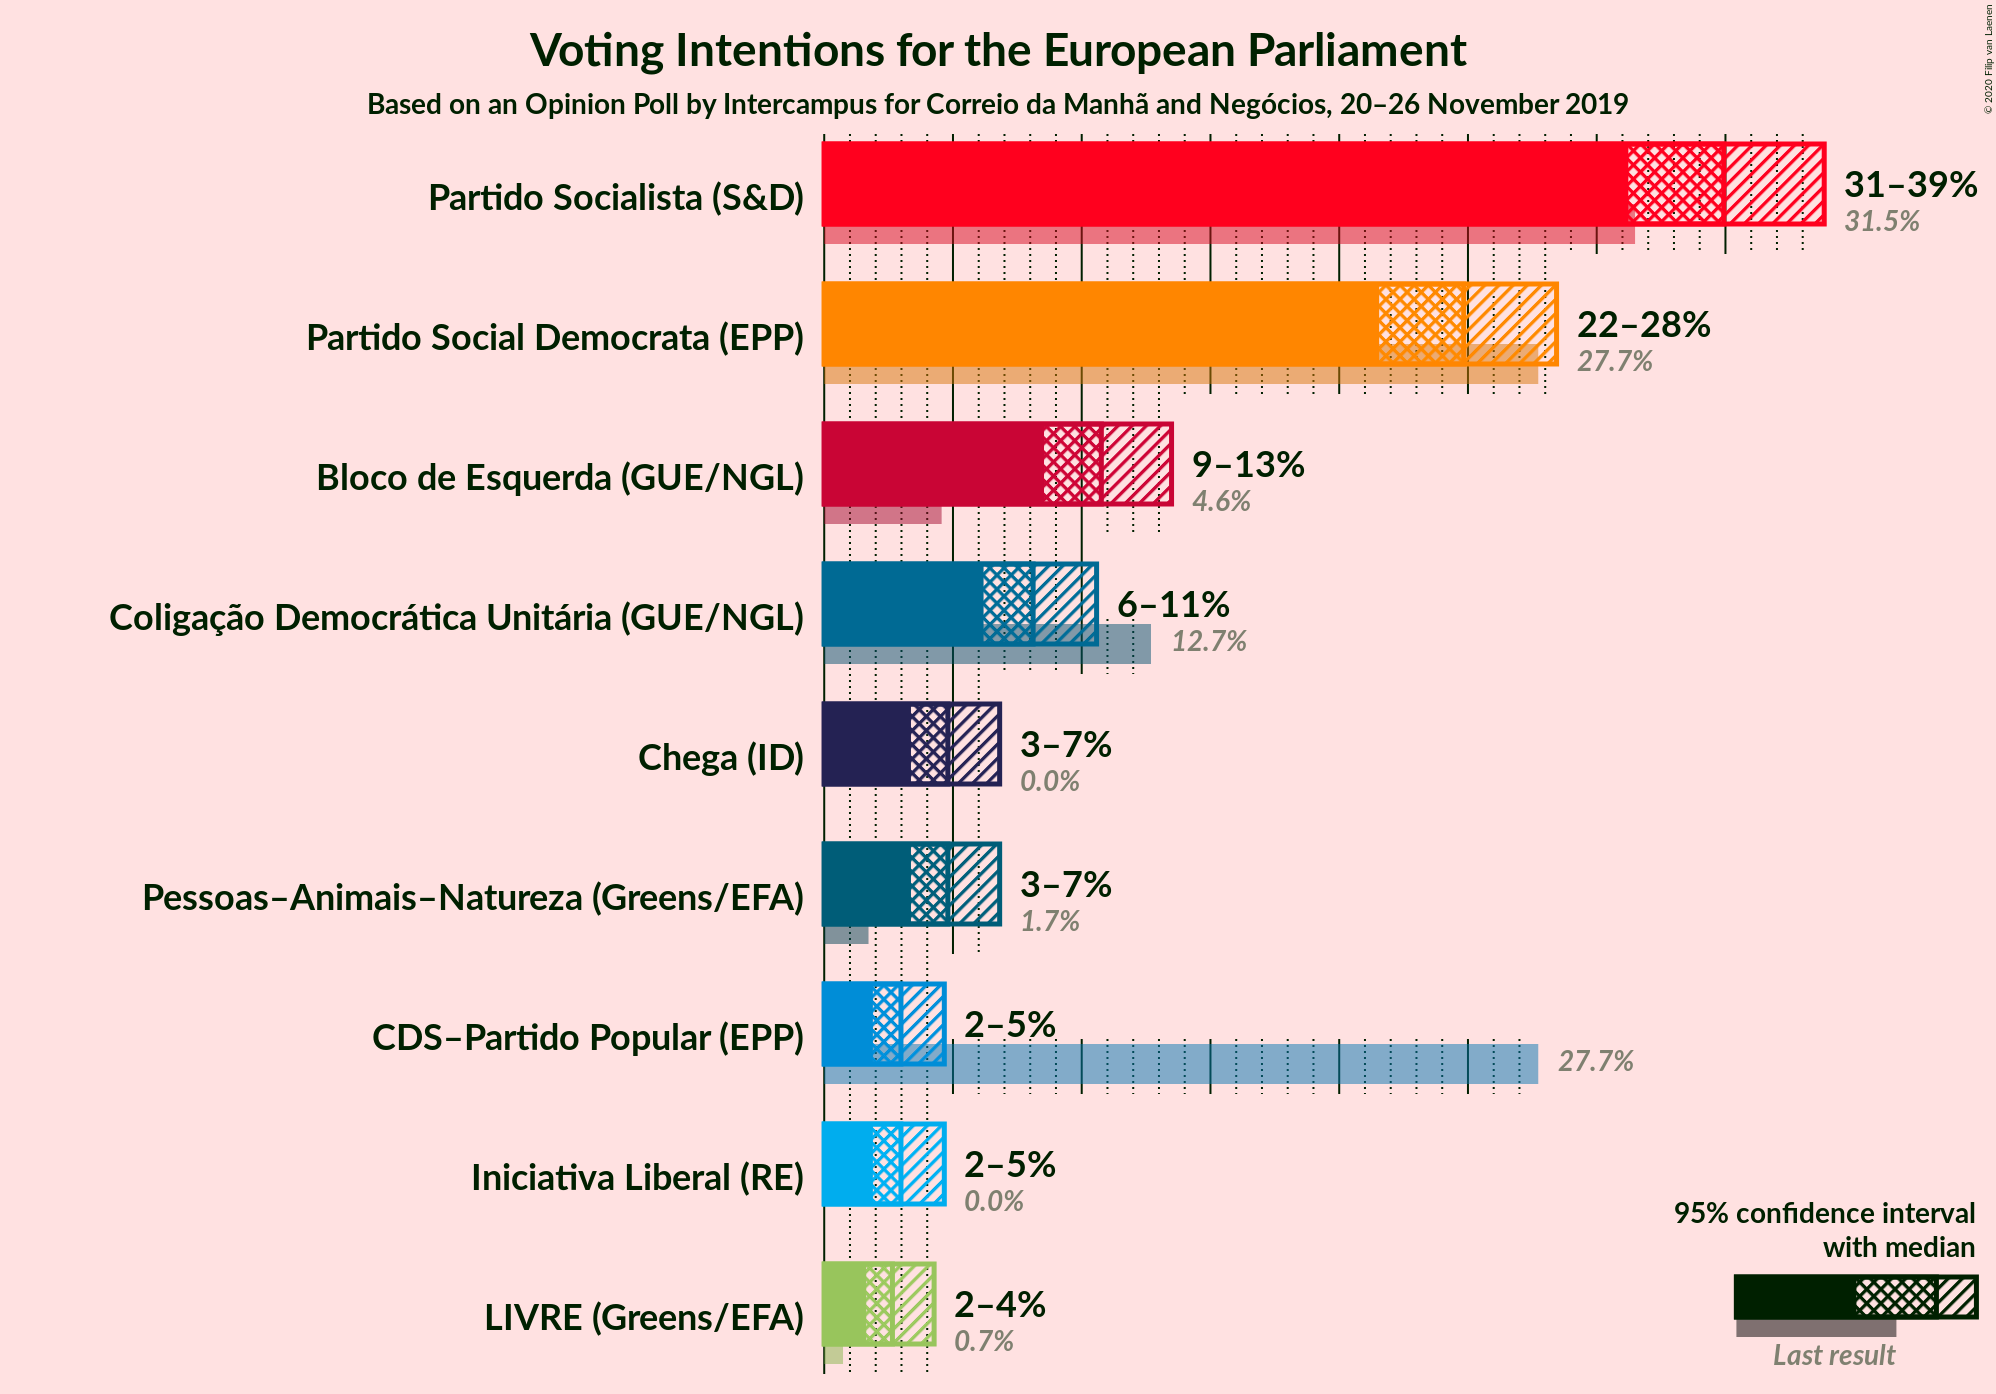 Voting Intentions for the European Parliament
Based on an Opinion Poll by Intercampus for Correio da Manhã and Negócios, 20–26 November 2019
© 2020 Filip van Laenen
Partido Socialista (S&D)
31–39%
31.5%
Partido Social Democrata (EPP)
22–28%
27.7%
Bloco de Esquerda (GUE/NGL)
9–13%
4.6%
Coligação Democrática Unitária (GUE/NGL)
6–11%
12.7%
Chega (ID)
3–7%
0.0%
Pessoas–Animais–Natureza (Greens/EFA)
3–7%
1.7%
CDS–Partido Popular (EPP)
2–5%
27.7%
Iniciativa Liberal (RE)
2–5%
0.0%
LIVRE (Greens/EFA)
2–4%
0.7%
95% confidence interval
with median
Last result